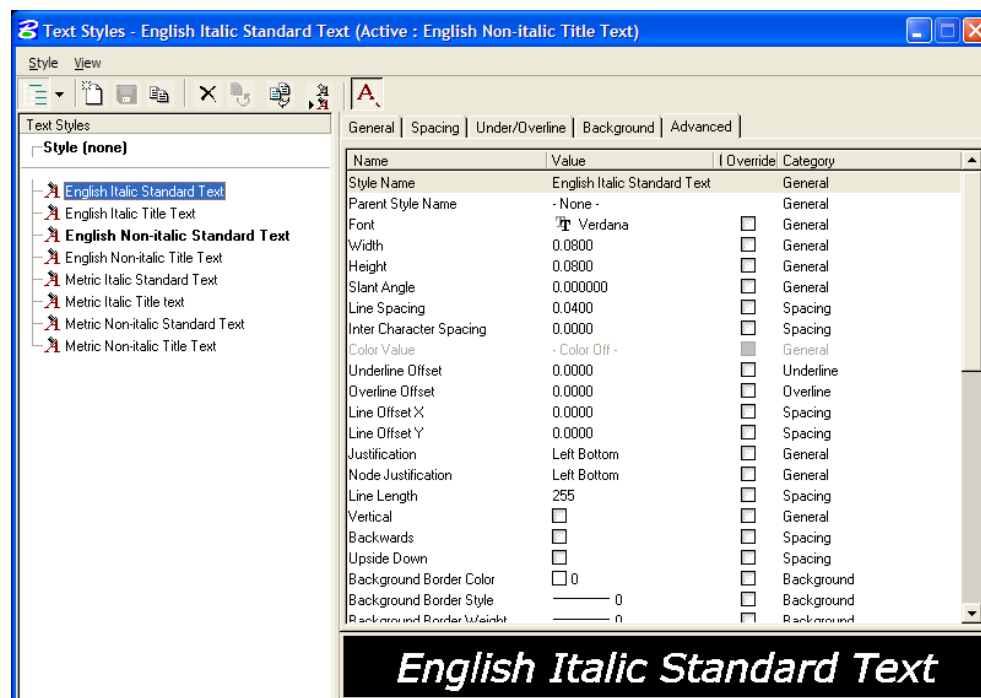 Text Styles - English Italic Standard Text (Active : English Non-italic Title Text)
Style View
Text Styles
Style (none)
English Italic Standard Text
English Italic Title Text
English Non-italic Standard Text
English Non-italic Title Text
Metric Italic Standard Text
Metric Italic Title text
Metric Non-italic Standard Text
Metric Non-italic Title Text
General Spacing Under/Overline Background Advanced
Name Value Override Category
Style Name English Italic Standard Text General
Parent Style Name - None - General
Font Verdana General
Width 0.0800 General
Height 0.0800 General
Slant Angle 0.000000 General
Line Spacing 0.0400 Spacing
Inter Character Spacing 0.0000 Spacing
Color Value - Color Off - General
Underline Offset 0.0000 Underline
Overline Offset 0.0000 Overline
Line Offset X 0.0000 Spacing
Line Offset Y 0.0000 Spacing
Justification Left Bottom General
Node Justification Left Bottom General
Line Length 255 Spacing
Vertical General
Backwards Spacing
Upside Down Spacing
Background Border Color 0 Background
Background Border Style 0 Background
Background Border Weight 0 Background
English Italic Standard Text